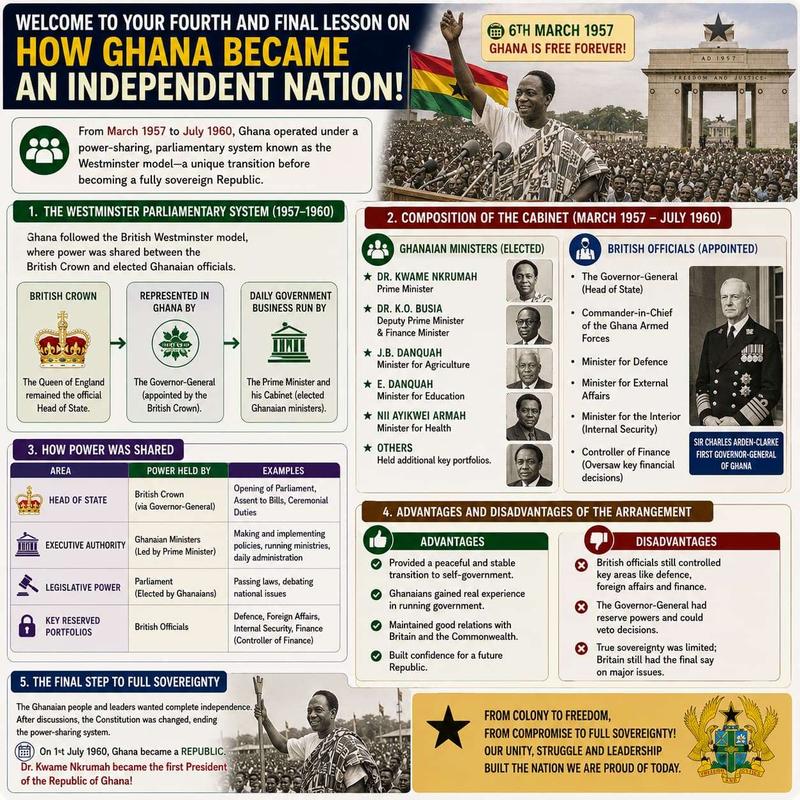 WELCOME TO YOUR FOURTH AND FINAL LESSON ON
HOW GHANA BECAME
AN INDEPENDENT NATION!
6TH MARCH 1957
GHANA IS FREE FOREVER!
AD 1957
FREEDOM AND JUSTICE
From March 1957 to July 1960, Ghana operated under a
power-sharing, parliamentary system known as the
Westminster model—a unique transition before
becoming a fully sovereign Republic.
1. THE WESTMINSTER PARLIAMENTARY SYSTEM (1957–1960)
Ghana followed the British Westminster model,
where power was shared between the
British Crown and elected Ghanaian officials.
BRITISH CROWN
The Queen of England
remained the official
Head of State.
REPRESENTED IN
GHANA BY
The Governor-General
(appointed by the
British Crown).
DAILY GOVERNMENT
BUSINESS RUN BY
The Prime Minister and
his Cabinet (elected
Ghanaian ministers).
2. COMPOSITION OF THE CABINET (MARCH 1957 – JULY 1960)
GHANAIAN MINISTERS (ELECTED)
DR. KWAME NKRUMAH
Prime Minister
DR. K.O. BUSIA
Deputy Prime Minister
& Finance Minister
J.B. DANQUAH
Minister for Agriculture
E. DANQUAH
Minister for Education
NII AYIKWEI ARMAH
Minister for Health
OTHERS
Held additional key portfolios.
BRITISH OFFICIALS (APPOINTED)
• The Governor-General
(Head of State)
• Commander-in-Chief
of the Ghana Armed
Forces
• Minister for Defence
• Minister for External
Affairs
• Minister for the Interior
(Internal Security)
• Controller of Finance
(Oversaw key financial
decisions)
SIR CHARLES ARDEN-CLARKE
FIRST GOVERNOR-GENERAL
OF GHANA
3. HOW POWER WAS SHARED
AREA POWER HELD BY EXAMPLES
HEAD OF STATE
British Crown
(via Governor-General)
Opening of Parliament,
Assent to Bills, Ceremonial
Duties
EXECUTIVE AUTHORITY
Ghanaian Ministers
(Led by Prime Minister)
Making and implementing
policies, running ministries,
daily administration
LEGISLATIVE POWER
Parliament
(Elected by Ghanaians)
Passing laws, debating
national issues
KEY RESERVED
PORTFOLIOS
British Officials
Defence, Foreign Affairs,
Internal Security, Finance
(Controller of Finance)
4. ADVANTAGES AND DISADVANTAGES OF THE ARRANGEMENT
ADVANTAGES
Provided a peaceful and stable
transition to self-government.
Ghanaians gained real experience
in running government.
Maintained good relations with
Britain and the Commonwealth.
Built confidence for a future
Republic.
DISADVANTAGES
British officials still controlled
key areas like defence,
foreign affairs and finance.
The Governor-General had
reserve powers and could
veto decisions.
True sovereignty was limited;
Britain still had the final say
on major issues.
5. THE FINAL STEP TO FULL SOVEREIGNTY
The Ghanaian people and leaders wanted complete independence.
After discussions, the Constitution was changed, ending
the power-sharing system.
On 1st July 1960, Ghana became a REPUBLIC.
Dr. Kwame Nkrumah became the first President
of the Republic of Ghana!
FROM COLONY TO FREEDOM,
FROM COMPROMISE TO FULL SOVEREIGNTY!
OUR UNITY, STRUGGLE AND LEADERSHIP
BUILT THE NATION WE ARE PROUD OF TODAY.